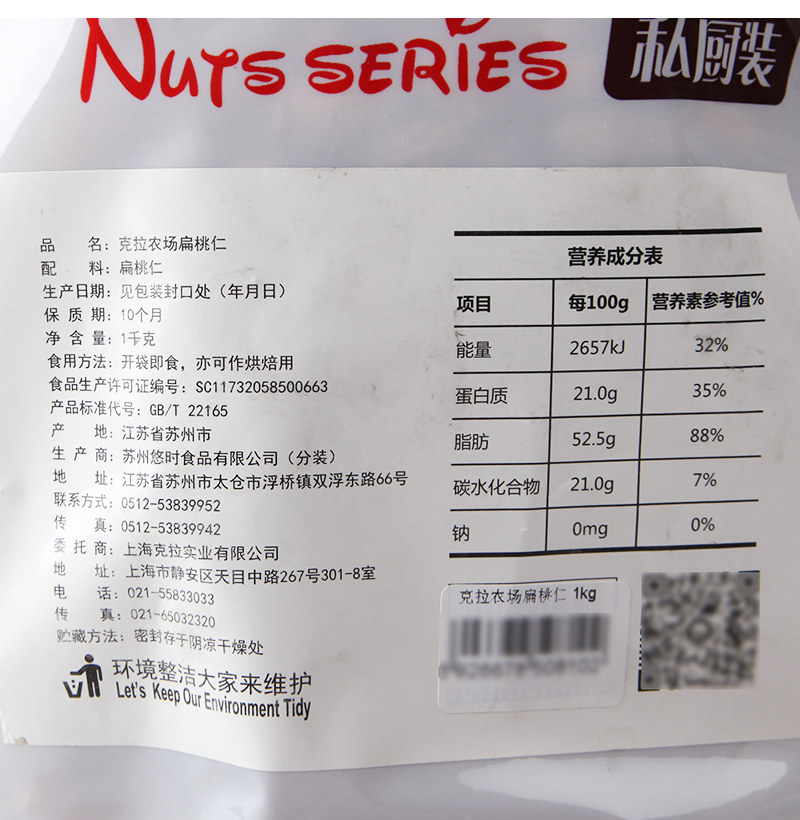 NUTS SERIES
私厨装
品 名：克拉农场扁桃仁
配 料：扁桃仁
生产日期：见包装封口处（年月日）
保 质 期：10个月
净 含 量：1千克
食用方法：开袋即食，亦可作烘焙用
食品生产许可证编号：SC11732058500663
产品标准代号：GB/T 22165
产 地：江苏省苏州市
生 产 商：苏州悠时食品有限公司（分装）
地 址：江苏省苏州市太仓市浮桥镇双浮东路66号
联系方式：0512-53839952
传 真：0512-53839942
委 托 商：上海克拉实业有限公司
地 址：上海市静安区天目中路267号301-8室
电 话：021-55833033
传 真：021-65032320
贮藏方法：密封存于阴凉干燥处
环境整洁大家来维护
Let's Keep Our Environment Tidy
营养成分表
项目 每100g 营养素参考值%
能量 2657kJ 32%
蛋白质 21.0g 35%
脂肪 52.5g 88%
碳水化合物 21.0g 7%
钠 0mg 0%
克拉农场扁桃仁 1kg